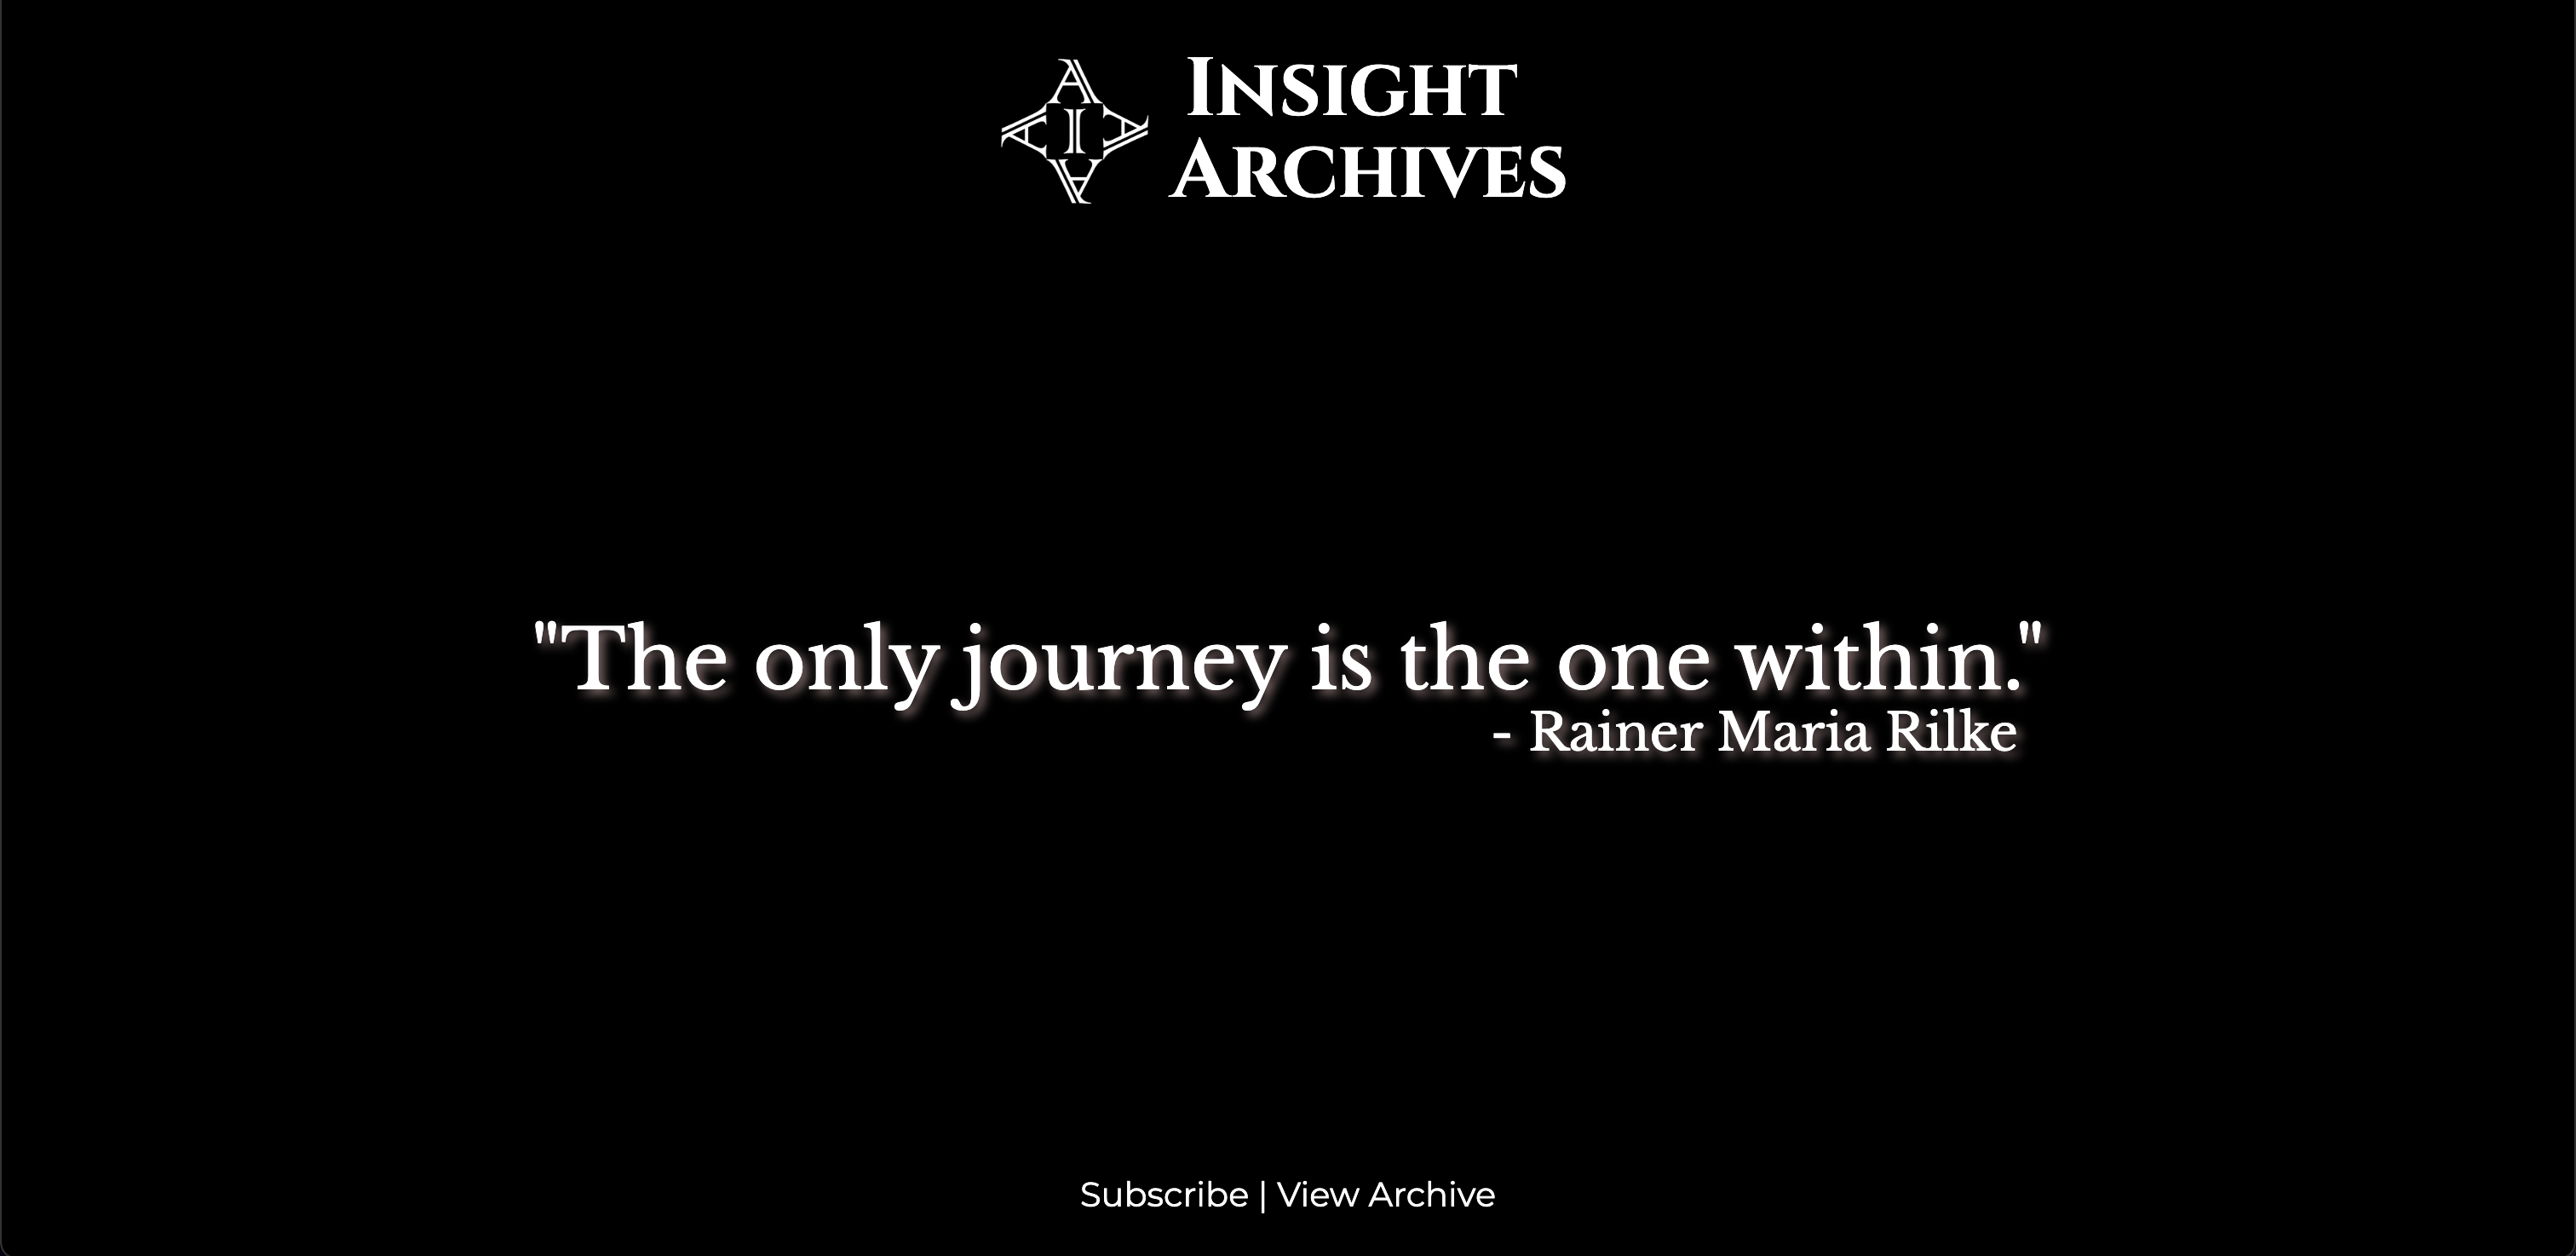 A
A I A
A
INSIGHT
ARCHIVES
"The only journey is the one within."
- Rainer Maria Rilke
Subscribe | View Archive